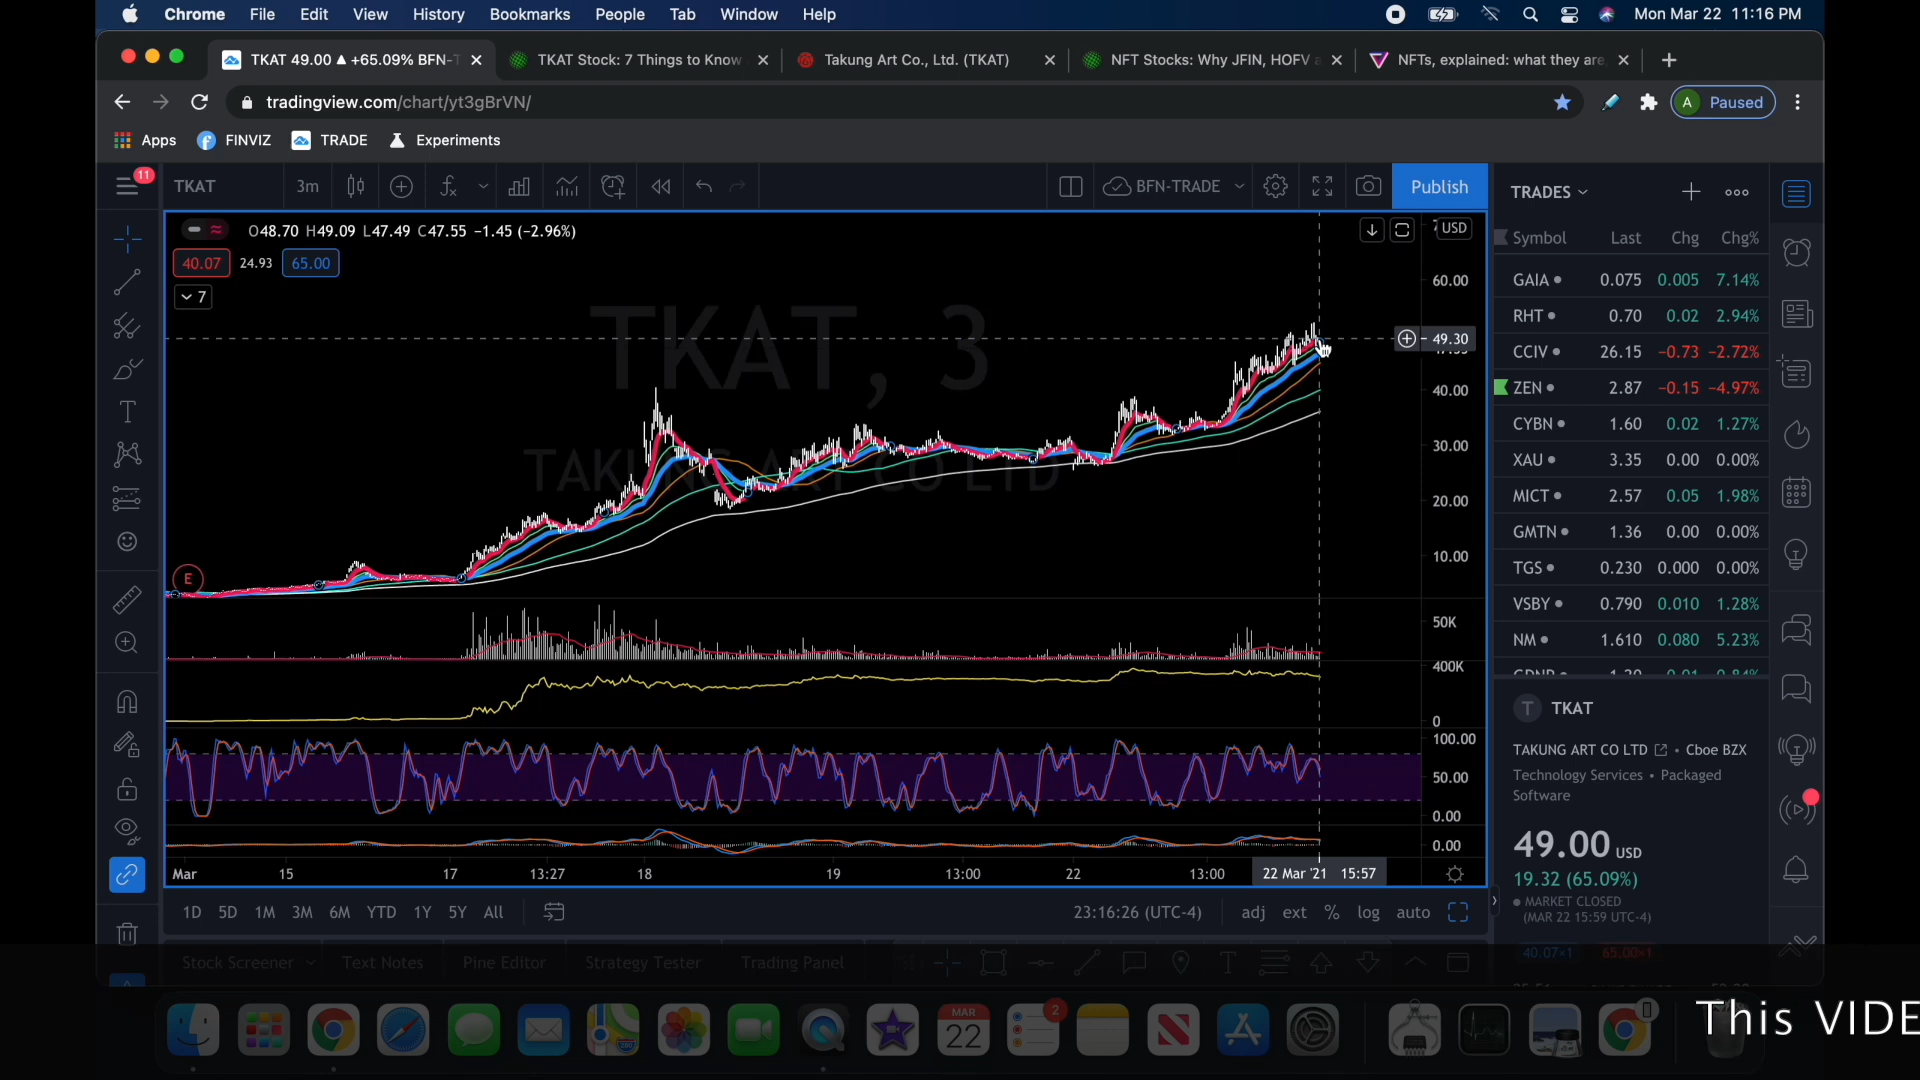 Chrome File Edit View History Bookmarks People Tab Window Help Mon Mar 22 11:16 PM
TKAT 49.00 ▲ +65.09% BFN-T TKAT Stock: 7 Things to Know Takung Art Co., Ltd. (TKAT) NFT Stocks: Why JFIN, HOFV a NFTs, explained: what they are,
tradingview.com/chart/yt3gBrVN/ A Paused
Apps FINVIZ TRADE Experiments
11
TKAT 3m BFN-TRADE Publish
O48.70 H49.09 L47.49 C47.55 −1.45 (−2.96%)
USD
40.07 24.93 65.00
7
60.00
TKAT, 3
49.30
40.00
30.00
TAKUNG ART CO LTD
20.00
10.00
E
50K
400K
0
100.00
50.00
0.00
0.00
Mar 15 17 13:27 18 19 13:00 22 13:00 22 Mar '21 15:57
1D 5D 1M 3M 6M YTD 1Y 5Y All 23:16:26 (UTC-4) adj ext % log auto
Stock Screener Text Notes Pine Editor Strategy Tester Trading Panel
TRADES
Symbol Last Chg Chg%
GAIA 0.075 0.005 7.14%
RHT 0.70 0.02 2.94%
CCIV 26.15 −0.73 −2.72%
ZEN 2.87 −0.15 −4.97%
CYBN 1.60 0.02 1.27%
XAU 3.35 0.00 0.00%
MICT 2.57 0.05 1.98%
GMTN 1.36 0.00 0.00%
TGS 0.230 0.000 0.00%
VSBY 0.790 0.010 1.28%
NM 1.610 0.080 5.23%
T TKAT
TAKUNG ART CO LTD • Cboe BZX
Technology Services • Packaged
Software
49.00 USD
19.32 (65.09%)
MARKET CLOSED
(MAR 22 15:59 UTC-4)
40.07×1 65.00×1
MAR
22
2
This VIDE